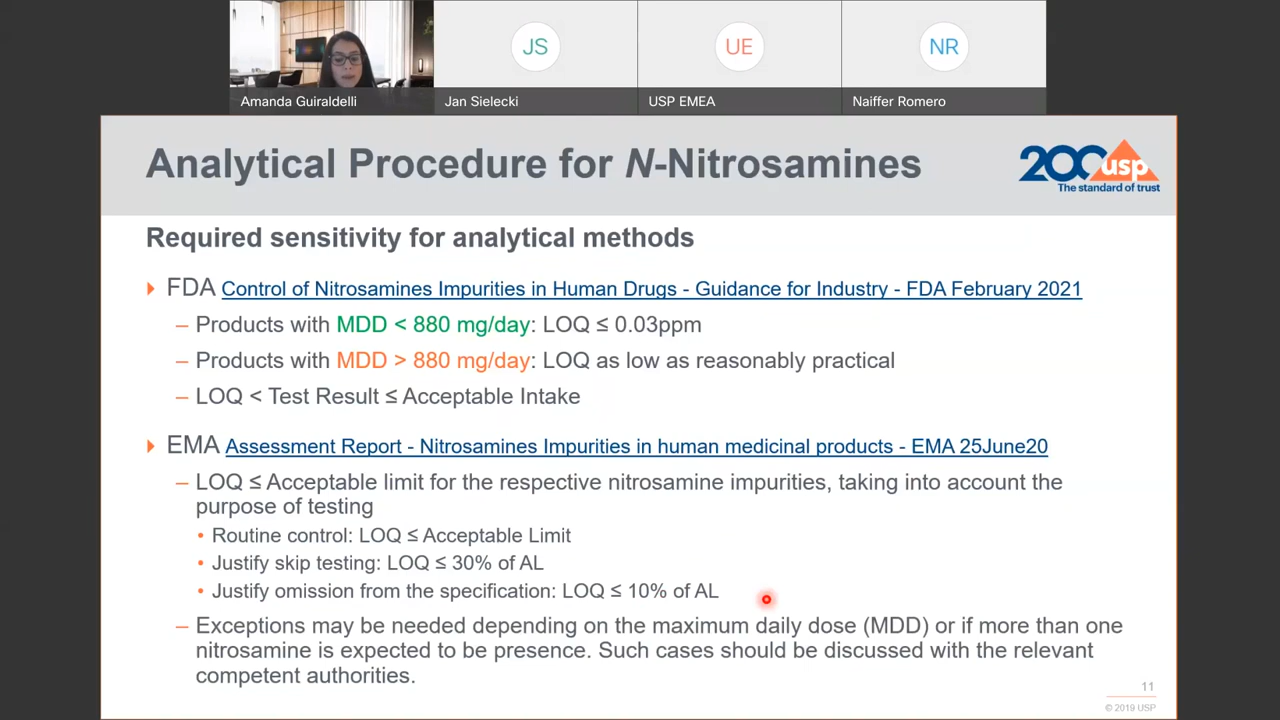 JS
UE
NR
Amanda Guiraldelli
Jan Sielecki
USP EMEA
Naiffer Romero
Analytical Procedure for N-Nitrosamines
200 usp
The standard of trust
Required sensitivity for analytical methods
FDA Control of Nitrosamines Impurities in Human Drugs - Guidance for Industry - FDA February 2021
– Products with MDD < 880 mg/day: LOQ ≤ 0.03ppm
– Products with MDD > 880 mg/day: LOQ as low as reasonably practical
– LOQ < Test Result ≤ Acceptable Intake
EMA Assessment Report - Nitrosamines Impurities in human medicinal products - EMA 25June20
– LOQ ≤ Acceptable limit for the respective nitrosamine impurities, taking into account the
purpose of testing
• Routine control: LOQ ≤ Acceptable Limit
• Justify skip testing: LOQ ≤ 30% of AL
• Justify omission from the specification: LOQ ≤ 10% of AL
– Exceptions may be needed depending on the maximum daily dose (MDD) or if more than one
nitrosamine is expected to be presence. Such cases should be discussed with the relevant
competent authorities.
11
© 2019 USP